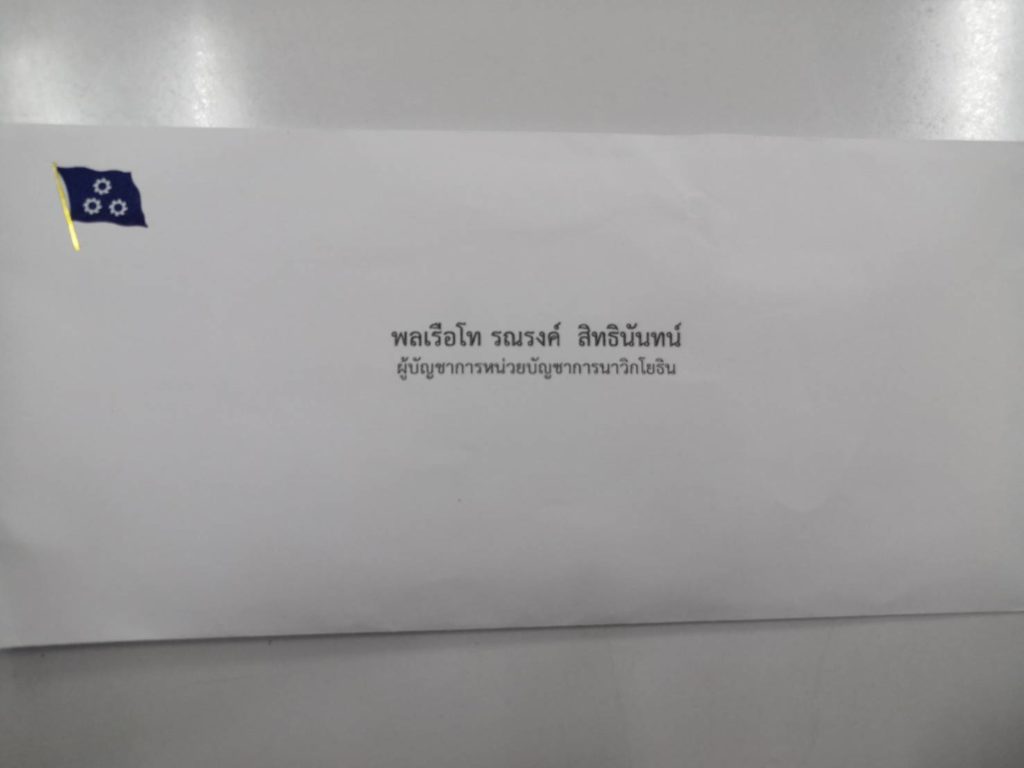 พลเรือโท รณรงค์ สิทธินันทน์
ผู้บัญชาการหน่วยบัญชาการนาวิกโยธิน